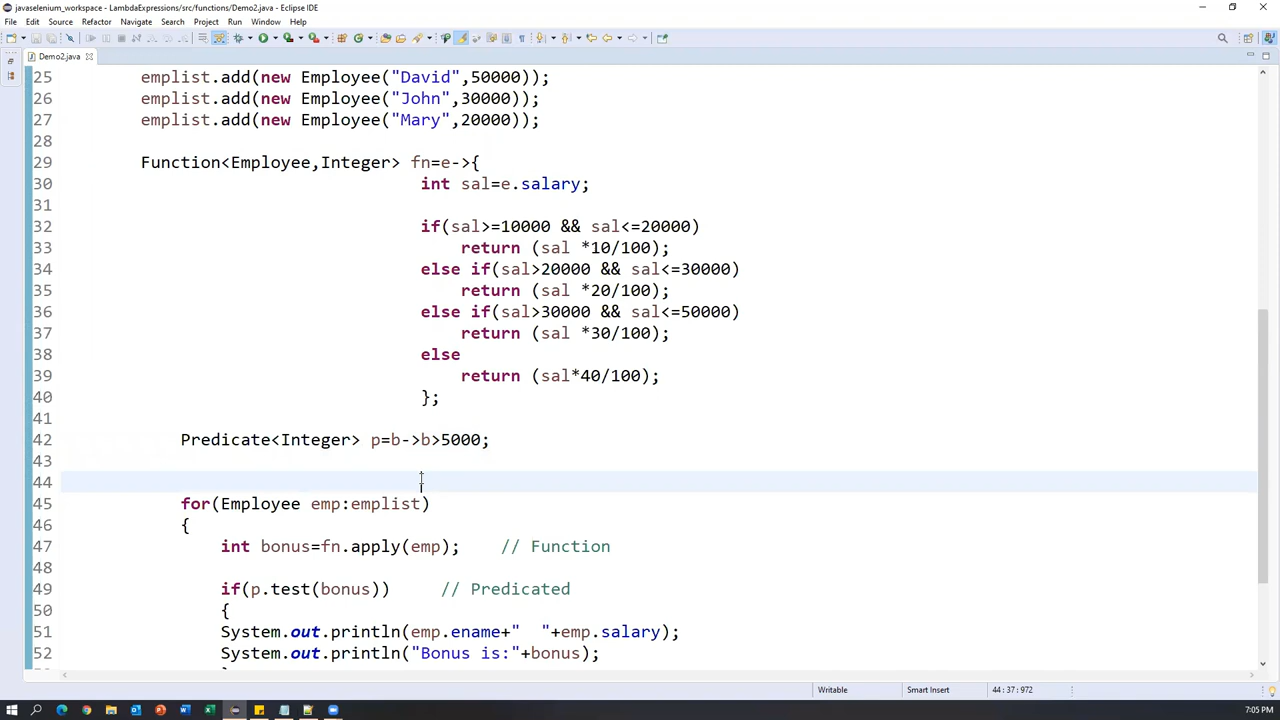 javaselenium_workspace - LambdaExpressions/src/functions/Demo2.java - Eclipse IDE
File Edit Source Refactor Navigate Search Project Run Window Help
Demo2.java
25 emplist.add(new Employee("David",50000));
26 emplist.add(new Employee("John",30000));
27 emplist.add(new Employee("Mary",20000));
28
29 Function<Employee,Integer> fn=e->{
30 int sal=e.salary;
31
32 if(sal>=10000 && sal<=20000)
33 return (sal *10/100);
34 else if(sal>20000 && sal<=30000)
35 return (sal *20/100);
36 else if(sal>30000 && sal<=50000)
37 return (sal *30/100);
38 else
39 return (sal*40/100);
40 };
41
42 Predicate<Integer> p=b->b>5000;
43
44
45 for(Employee emp:emplist)
46 {
47 int bonus=fn.apply(emp); // Function
48
49 if(p.test(bonus)) // Predicated
50 {
51 System.out.println(emp.ename+"  "+emp.salary);
52 System.out.println("Bonus is:"+bonus);
Writable Smart Insert 44 : 37 : 972
7:05 PM